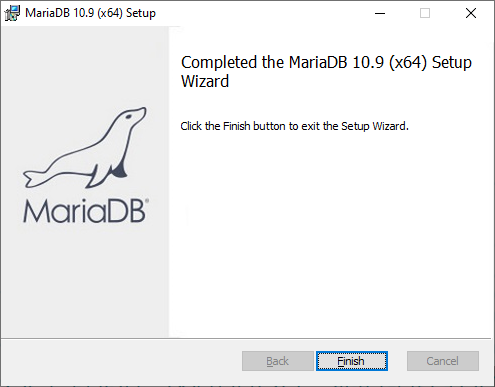 MariaDB 10.9 (x64) Setup
Completed the MariaDB 10.9 (x64) Setup
Wizard
Click the Finish button to exit the Setup Wizard.
MariaDB®
Back
Finish
Cancel